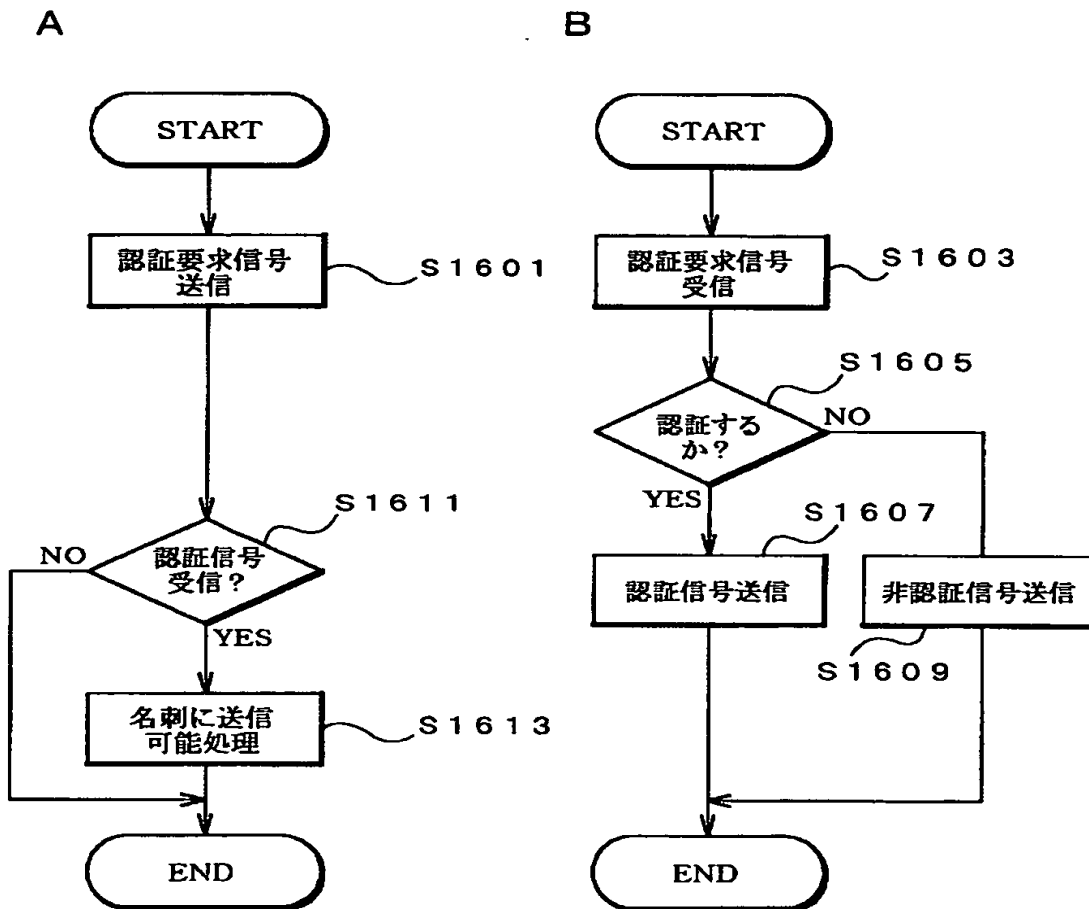 A
START
認証要求信号
送信
S1601
認証信号
受信?
S1611
NO
YES
名刺に送信
可能処理
S1613
END
B
START
認証要求信号
受信
S1603
認証する
か?
S1605
NO
YES
認証信号送信
S1607
非認証信号送信
S1609
END